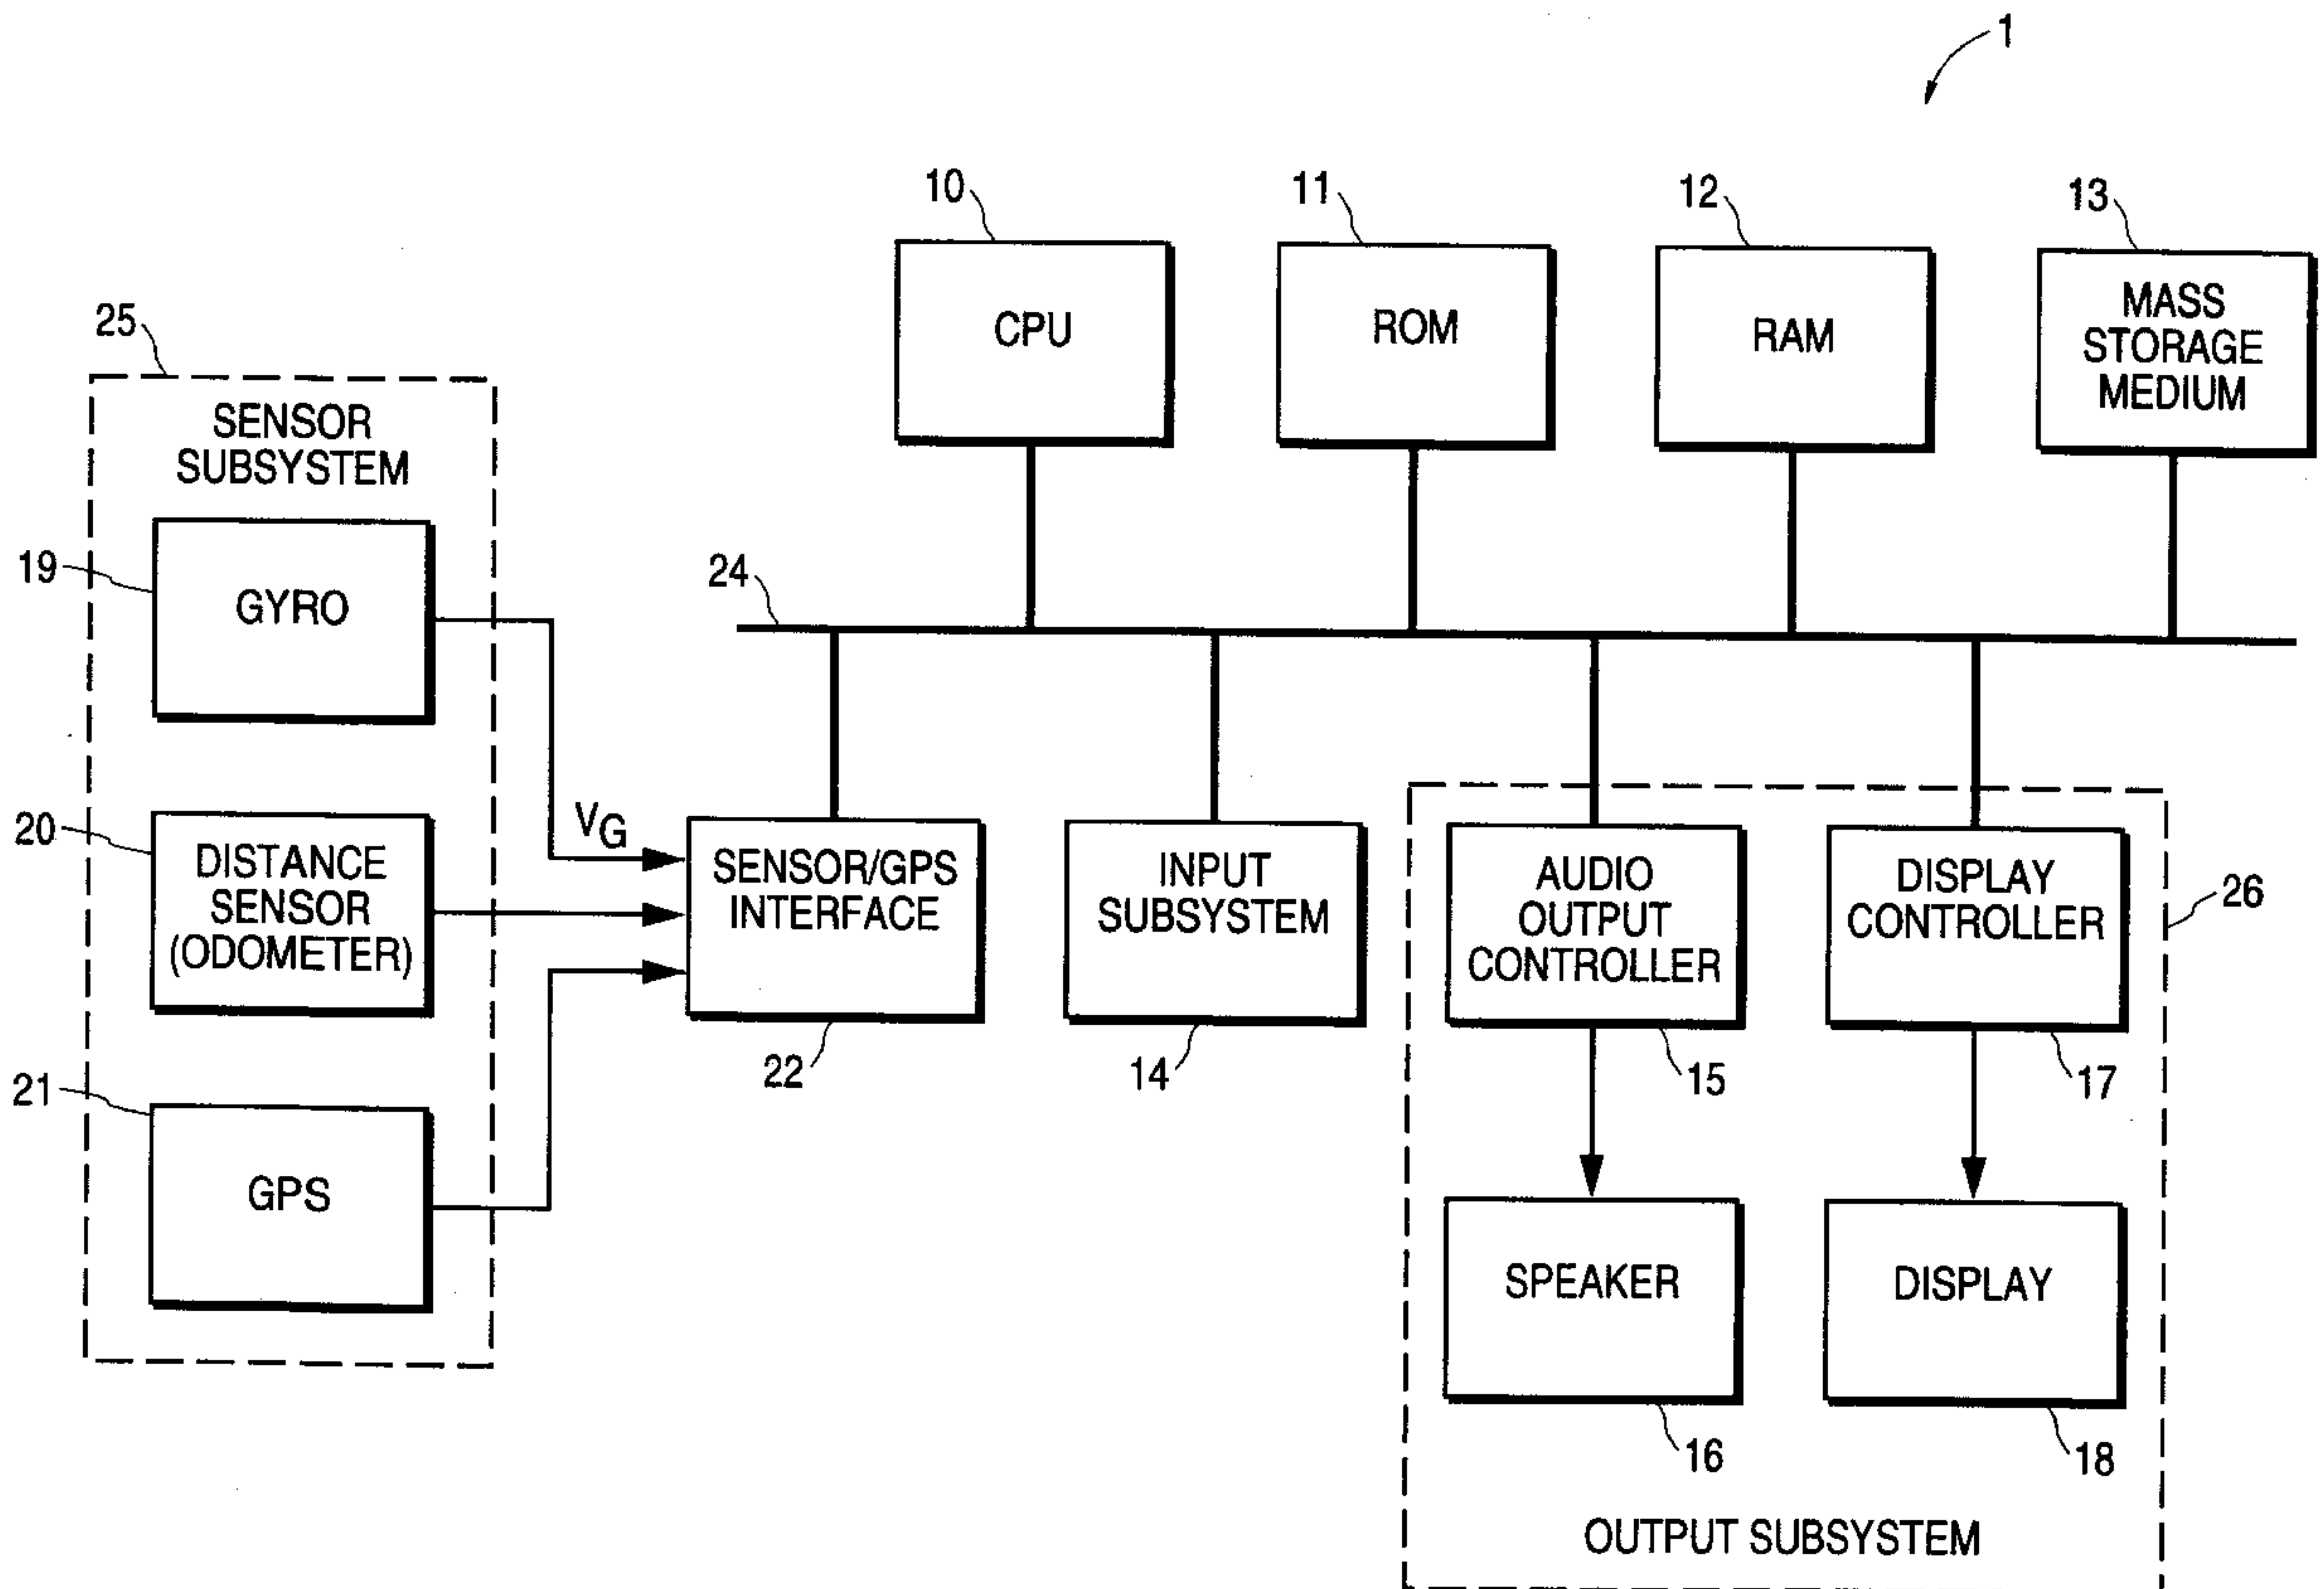 1
10
11
12
13
CPU
ROM
RAM
MASS
STORAGE
MEDIUM
25
SENSOR
SUBSYSTEM
19
GYRO
24
20
DISTANCE
SENSOR
(ODOMETER)
VG
SENSOR/GPS
INTERFACE
22
INPUT
SUBSYSTEM
14
AUDIO
OUTPUT
CONTROLLER
15
DISPLAY
CONTROLLER
17
26
21
GPS
SPEAKER
16
DISPLAY
18
OUTPUT SUBSYSTEM